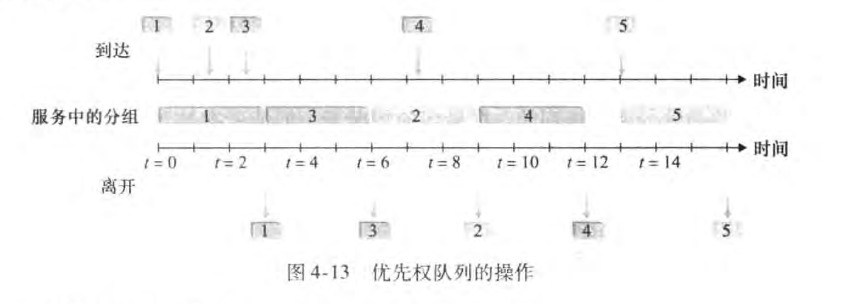 1 2 3 4 5
到达
时间
服务中的分组 1 3 2 4 5
时间
t = 0 t = 2 t = 4 t = 6 t = 8 t = 10 t = 12 t = 14
离开
1 3 2 4 5
图 4-13 优先权队列的操作